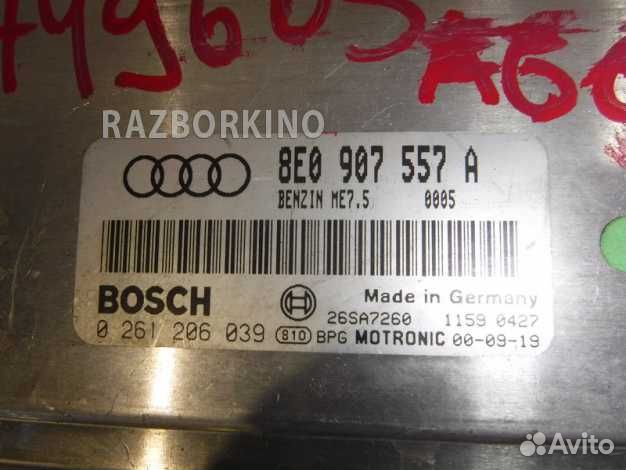 RAZBORKINO
8E0 907 557 A
BENZIN ME7.5 0005
BOSCH
Made in Germany
26SA7260 1159 0427
0 261 206 039 810 BPG MOTRONIC 00-09-19
Avito